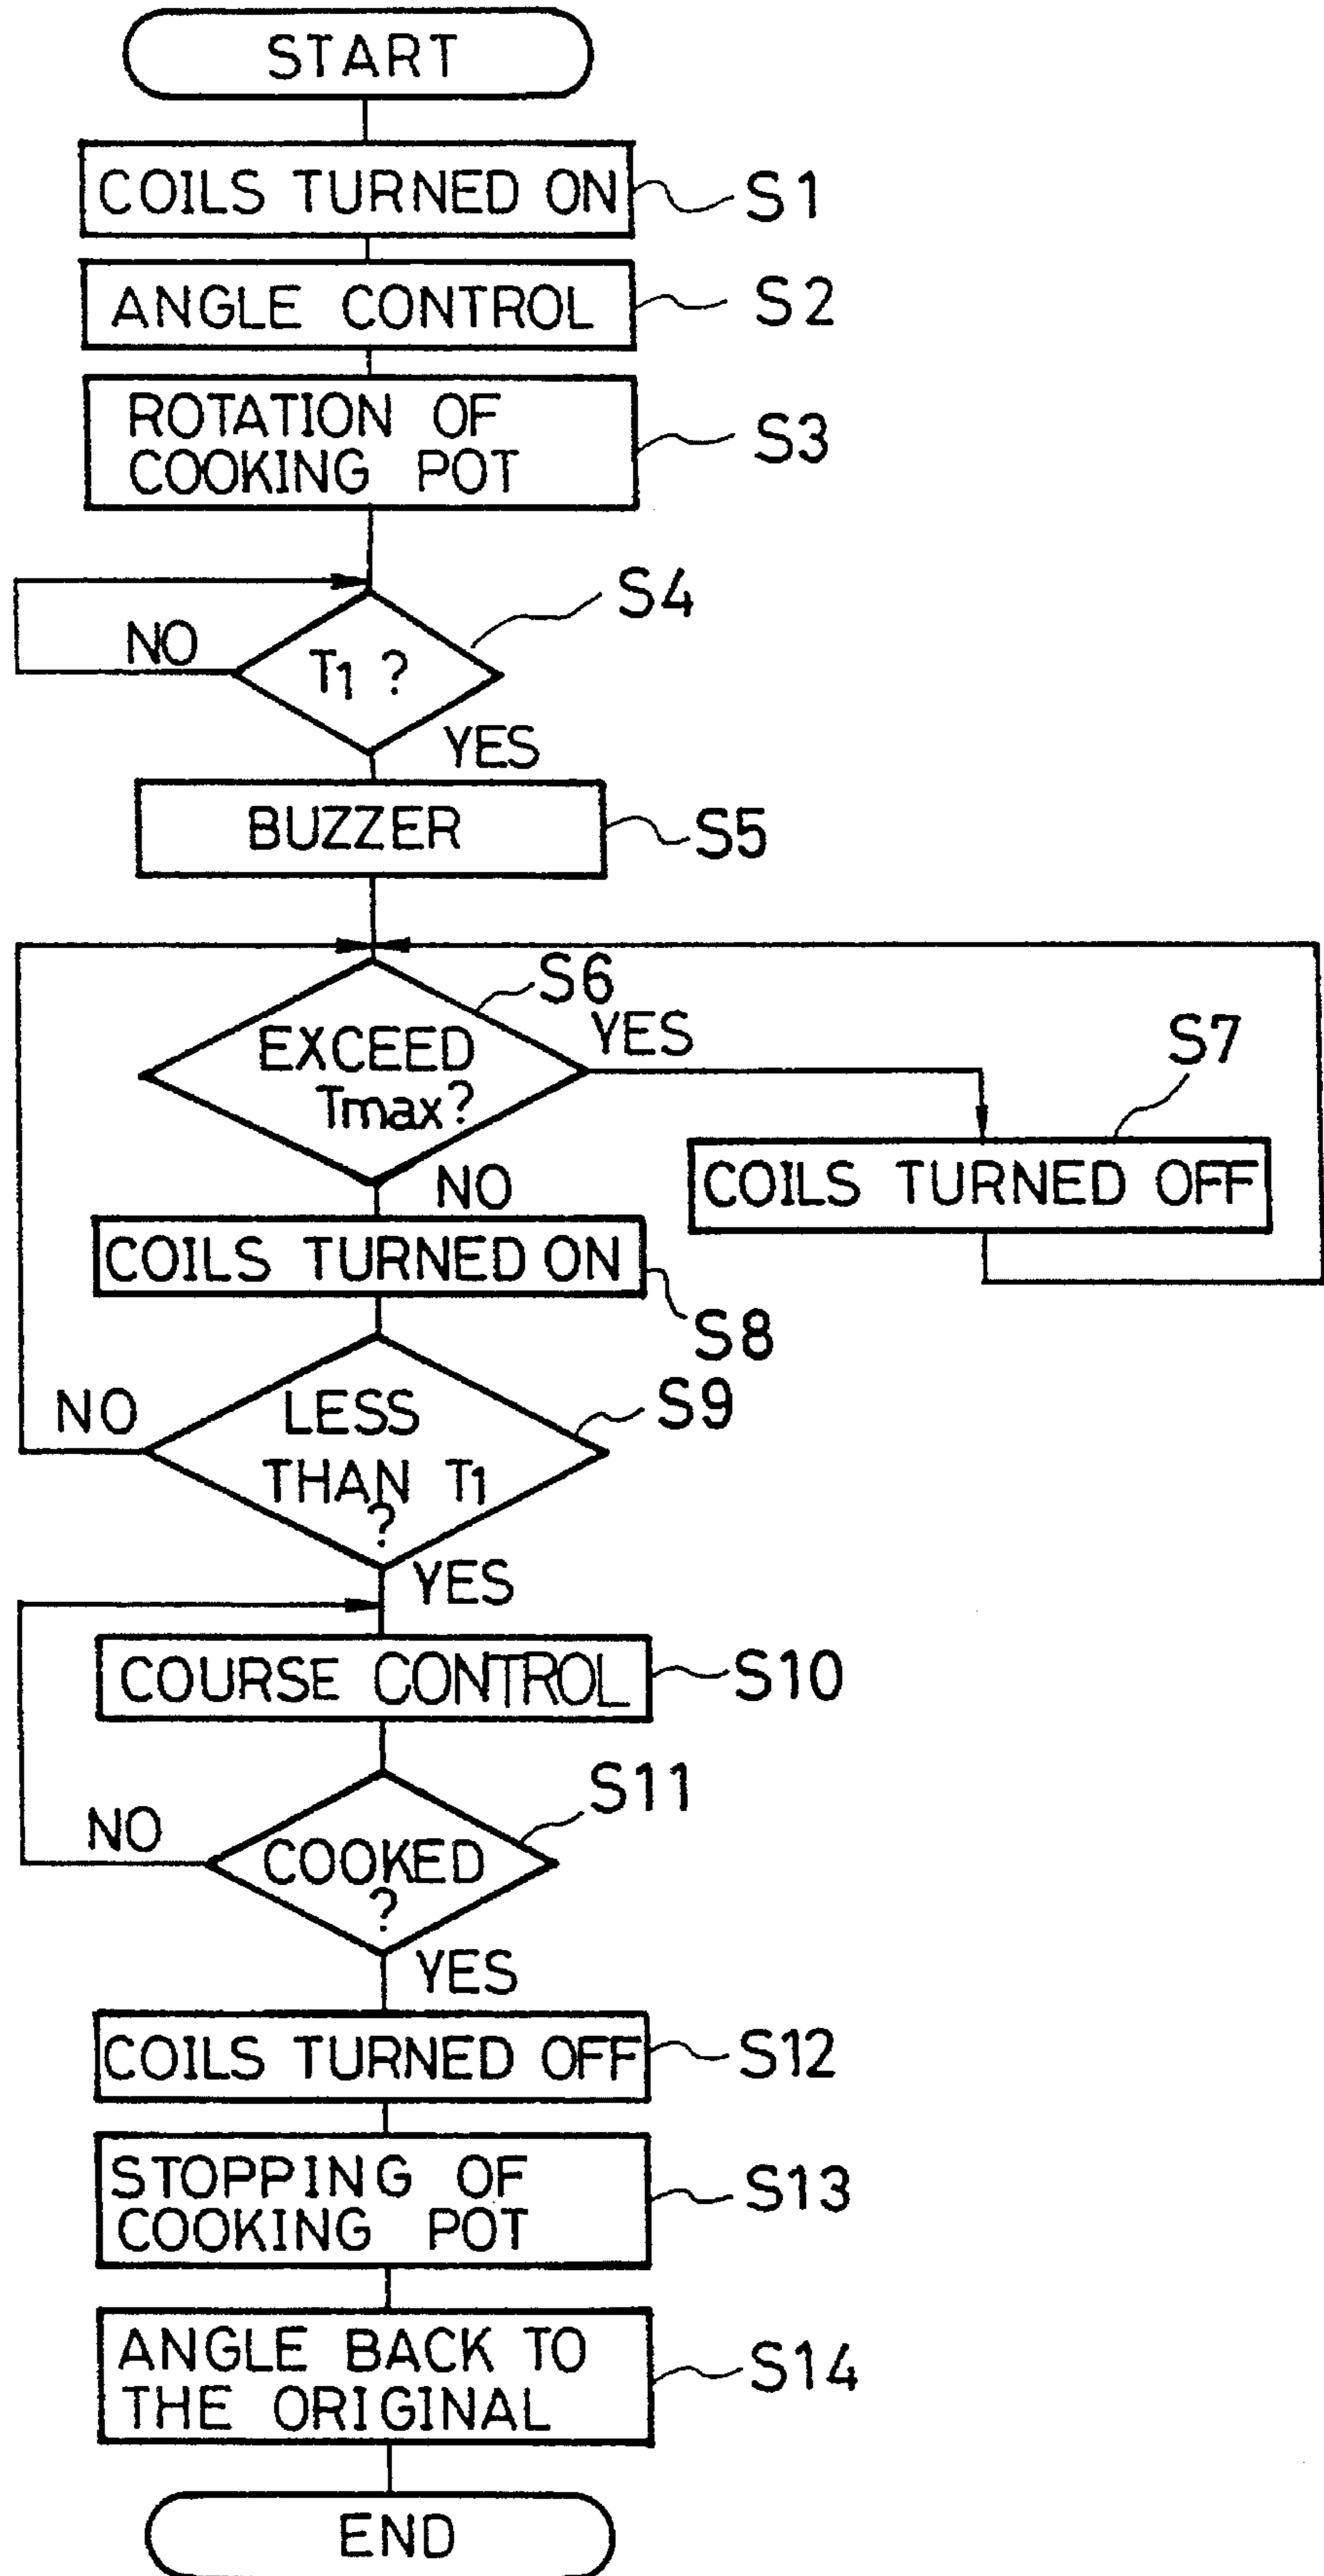 START
COILS TURNED ON
S1
ANGLE CONTROL
S2
ROTATION OF
COOKING POT
S3
S4
NO
T1 ?
YES
BUZZER
S5
S6
YES
EXCEED
Tmax?
S7
COILS TURNED OFF
NO
COILS TURNED ON
S8
S9
NO
LESS
THAN T1
?
YES
COURSE CONTROL
S10
S11
NO
COOKED
?
YES
COILS TURNED OFF
S12
STOPPING OF
COOKING POT
S13
ANGLE BACK TO
THE ORIGINAL
S14
END